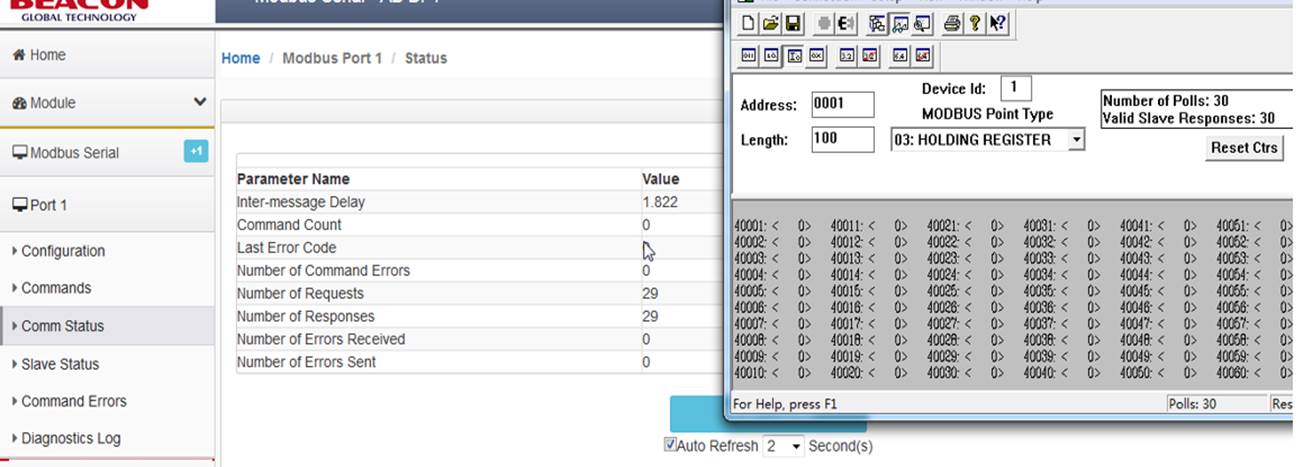 BEACON
GLOBAL TECHNOLOGY
Home
Module
Modbus Serial
+1
Port 1
Configuration
Commands
Comm Status
Slave Status
Command Errors
Diagnostics Log
Home / Modbus Port 1 / Status
Parameter Name Value
Inter-message Delay 1.822
Command Count 0
Last Error Code
Number of Command Errors 0
Number of Requests 29
Number of Responses 29
Number of Errors Received 0
Number of Errors Sent 0
Auto Refresh 2 Second(s)
Address: 0001
Length: 100
Device Id: 1
MODBUS Point Type
03: HOLDING REGISTER
Number of Polls: 30
Valid Slave Responses: 30
Reset Ctrs
40001: < 0> 40011: < 0> 40021: < 0> 40031: < 0> 40041: < 0> 40051: < 0>
40002: < 0> 40012: < 0> 40022: < 0> 40032: < 0> 40042: < 0> 40052: < 0>
40003: < 0> 40013: < 0> 40023: < 0> 40033: < 0> 40043: < 0> 40053: < 0>
40004: < 0> 40014: < 0> 40024: < 0> 40034: < 0> 40044: < 0> 40054: < 0>
40005: < 0> 40015: < 0> 40025: < 0> 40035: < 0> 40045: < 0> 40055: < 0>
40006: < 0> 40016: < 0> 40026: < 0> 40036: < 0> 40046: < 0> 40056: < 0>
40007: < 0> 40017: < 0> 40027: < 0> 40037: < 0> 40047: < 0> 40057: < 0>
40008: < 0> 40018: < 0> 40028: < 0> 40038: < 0> 40048: < 0> 40058: < 0>
40009: < 0> 40019: < 0> 40029: < 0> 40039: < 0> 40049: < 0> 40059: < 0>
40010: < 0> 40020: < 0> 40030: < 0> 40040: < 0> 40050: < 0> 40060: < 0>
For Help, press F1
Polls: 30
Res